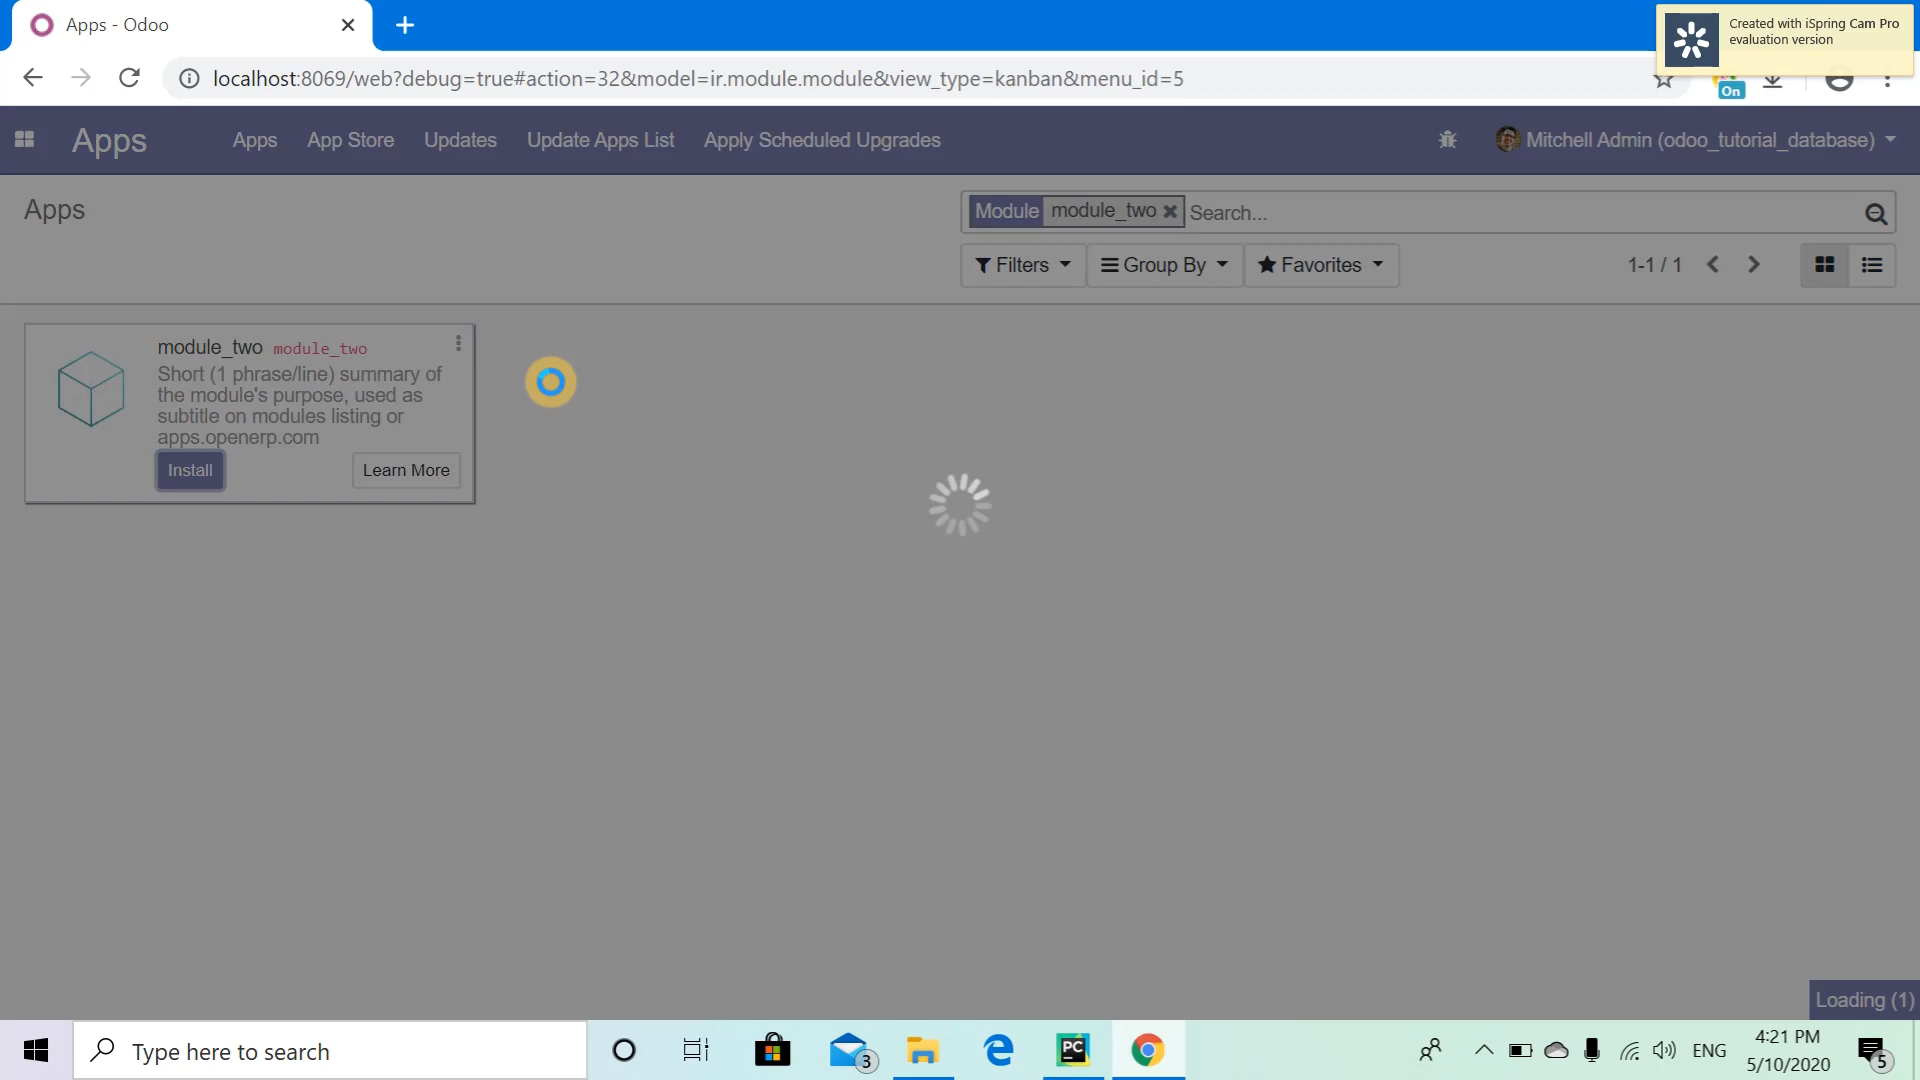 Apps - Odoo
Created with iSpring Cam Pro
evaluation version
localhost:8069/web?debug=true#action=32&model=ir.module.module&view_type=kanban&menu_id=5
On
Apps
Apps
App Store
Updates
Update Apps List
Apply Scheduled Upgrades
Mitchell Admin (odoo_tutorial_database)
Apps
Module module_two Search...
Filters
Group By
Favorites
1-1 / 1
module_two module_two
Short (1 phrase/line) summary of
the module's purpose, used as
subtitle on modules listing or
apps.openerp.com
Install
Learn More
Loading (1)
Type here to search
3
PC
ENG
4:21 PM
5/10/2020
5